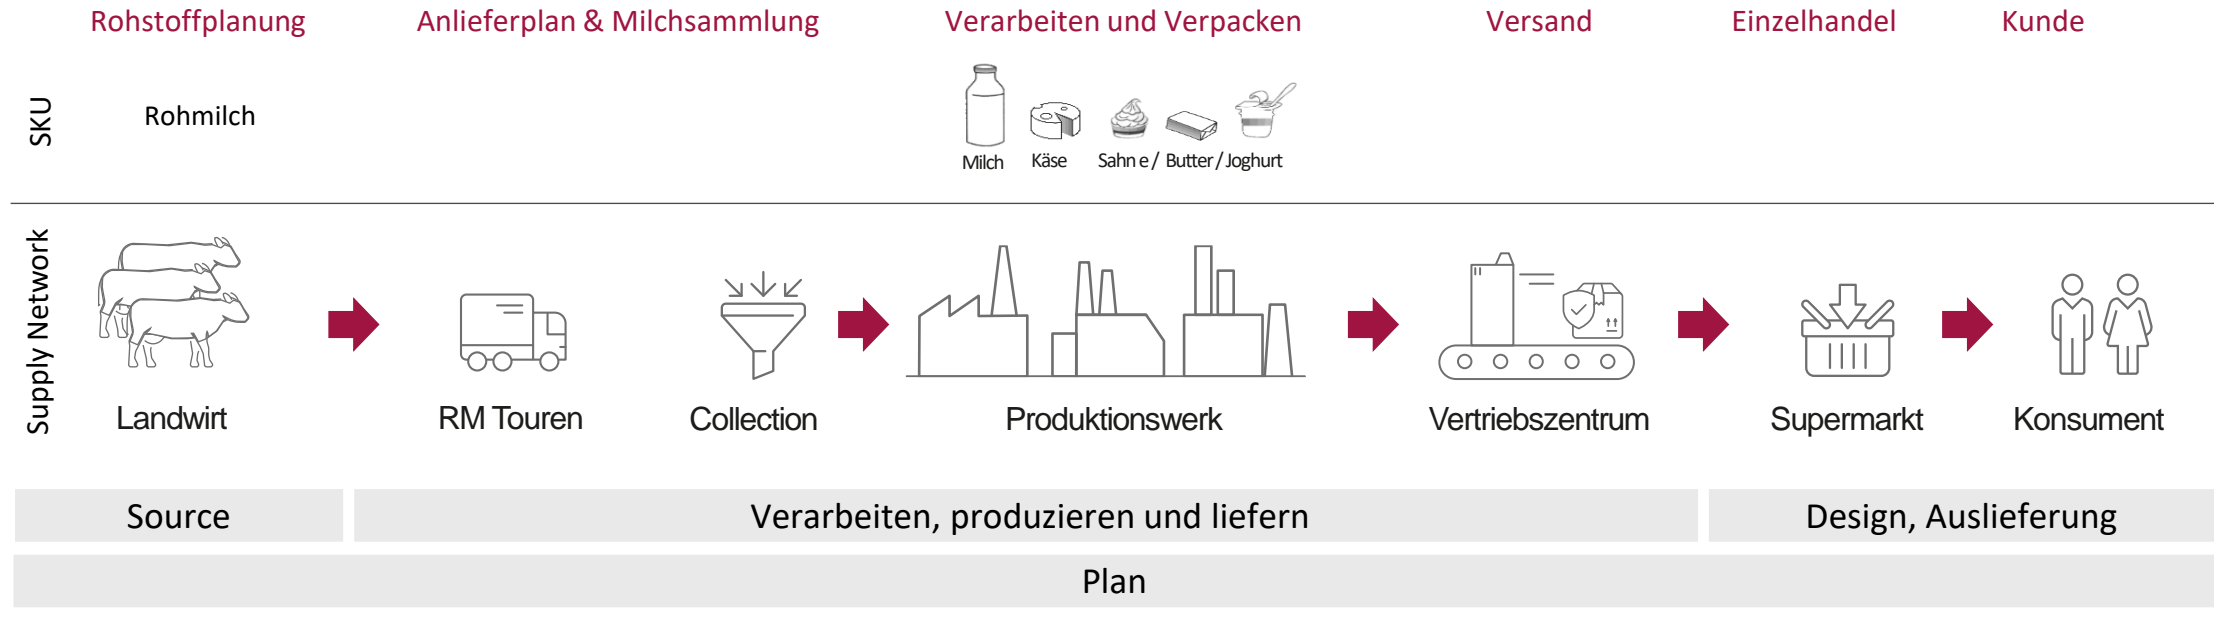 Rohstoffplanung
Anlieferplan & Milchsammlung
Verarbeiten und Verpacken
Versand
Einzelhandel
Kunde
SKU
Rohmilch
Milch
Käse
Sahne / Butter / Joghurt
Supply Network
Landwirt
RM Touren
Collection
Produktionswerk
Vertriebszentrum
Supermarkt
Konsument
Source
Verarbeiten, produzieren und liefern
Design, Auslieferung
Plan